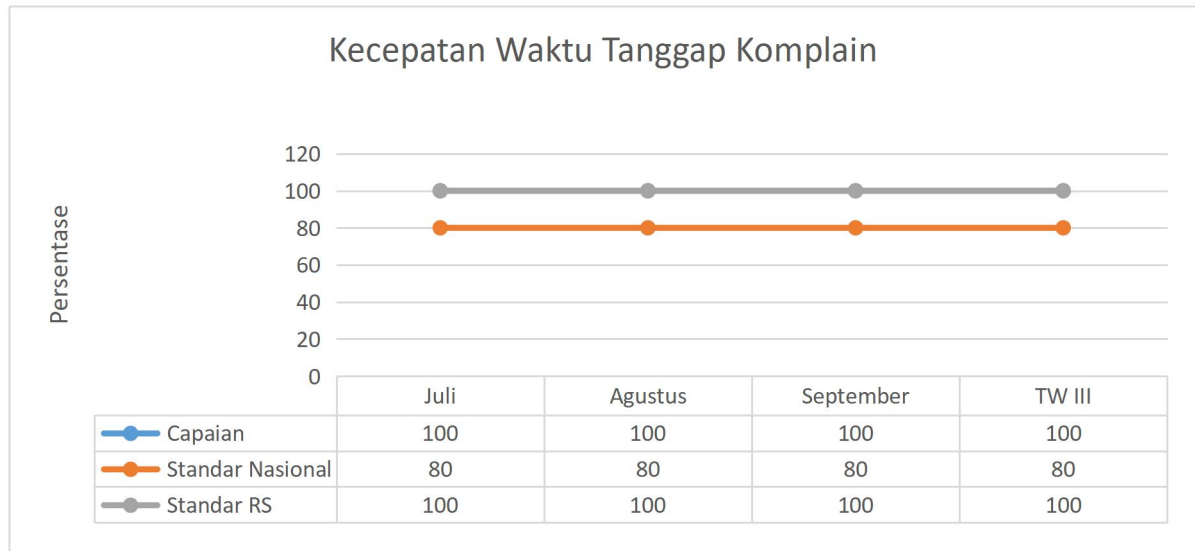 Kecepatan Waktu Tanggap Komplain
Persentase
120
100
80
60
40
20
0
Juli Agustus September TW III
Capaian 100 100 100 100
Standar Nasional 80 80 80 80
Standar RS 100 100 100 100